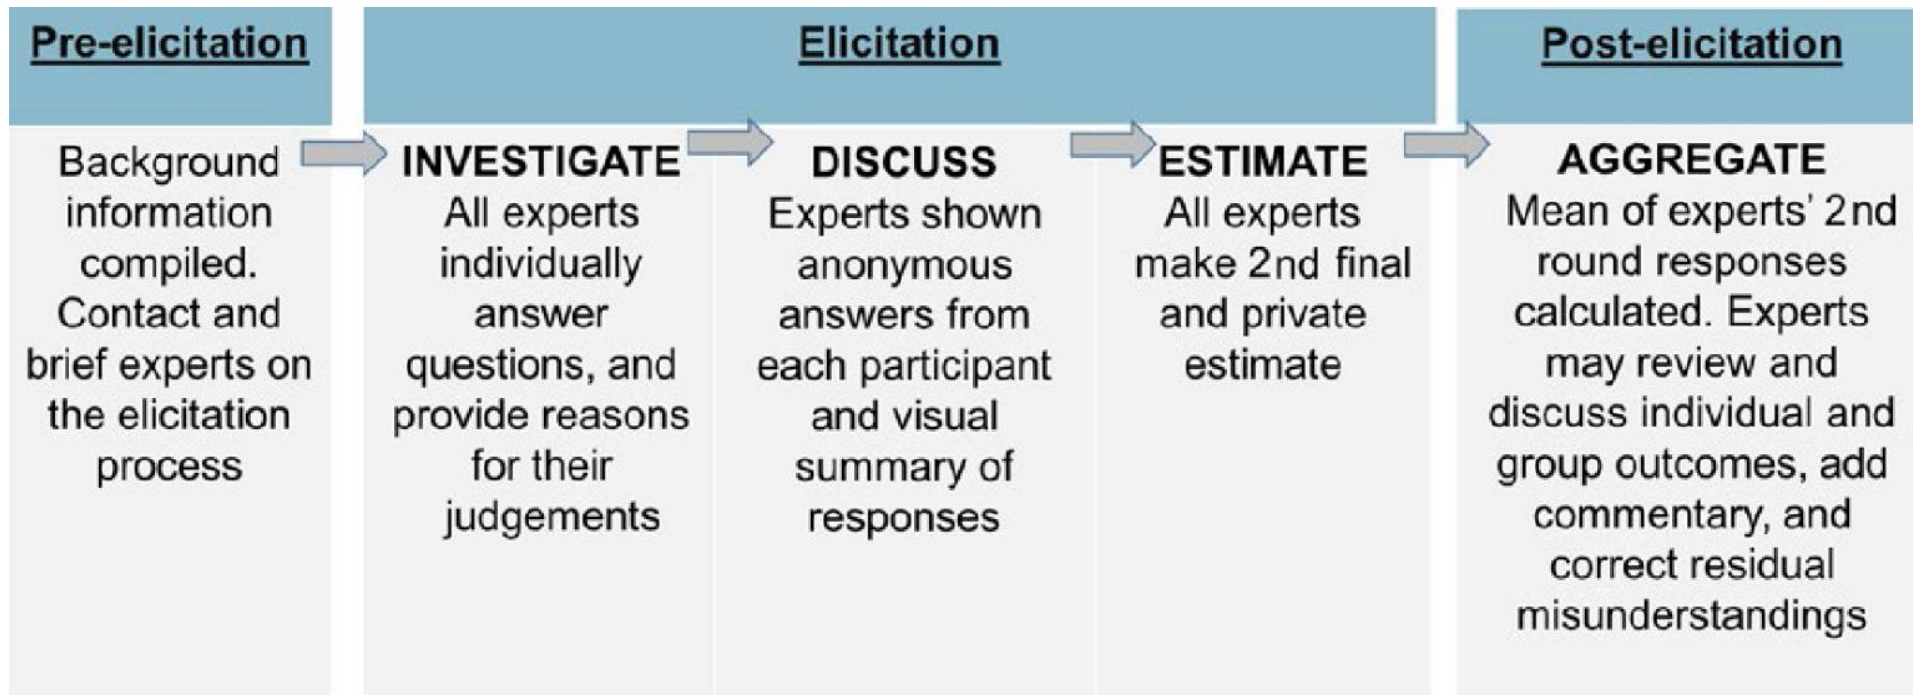 Pre-elicitation
Background
information
compiled.
Contact and
brief experts on
the elicitation
process
Elicitation
INVESTIGATE
All experts
individually
answer
questions, and
provide reasons
for their
judgements
DISCUSS
Experts shown
anonymous
answers from
each participant
and visual
summary of
responses
ESTIMATE
All experts
make 2nd final
and private
estimate
Post-elicitation
AGGREGATE
Mean of experts’ 2nd
round responses
calculated. Experts
may review and
discuss individual and
group outcomes, add
commentary, and
correct residual
misunderstandings